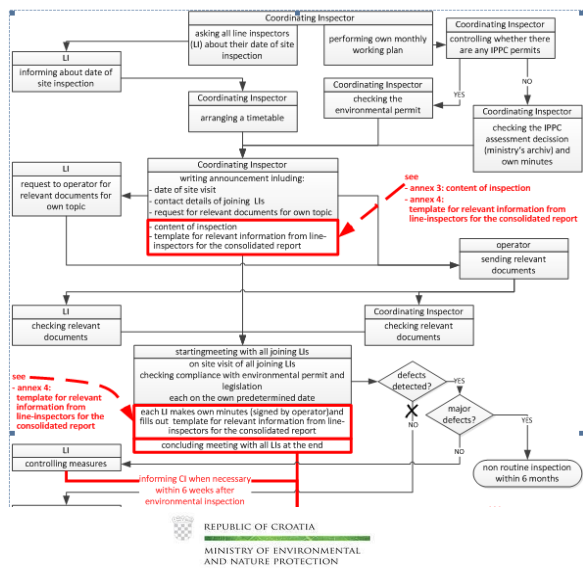 Coordinating Inspector
asking all line inspectors
(LI) about their date of site
inspection
performing own monthly
working plan
Coordinating Inspector
controlling whether there
are any IPPC permits
LI
informing about date of
site inspection
YES
NO
Coordinating Inspector
arranging a timetable
Coordinating Inspector
checking the
environmental permit
Coordinating Inspector
checking the IPPC
assessment decission
(ministry's archiv) and
own minutes
LI
request to operator for
relevant documents for
own topic
Coordinating Inspector
writing announcement inluding:
- date of site visit
- contact details of joining LIs
- request for relevant documents for own topic
- content of inspection
- template for relevant information from line-
inspectors for the consolidated report
see
- annex 3: content of inspection
- annex 4:
template for relevant information from
line-inspectors for the consolidated report
operator
sending relevant
documents
LI
checking relevant
documents
Coordinating Inspector
checking relevant
documents
startingmeeting with all joining LIs
on site visit of all joining LIs
checking compliance with environmental permit and
legislation
each on the own predetermined date
each LI makes own minutes (signed by operator)and
fills out template for relevant information from line-
inspectors for the consolidated report
concluding meeting with all LIs at the end
see
- annex 4:
template for relevant
information from
line-inspectors for the
consolidated report
defects
detected?
YES
NO
major
defects?
YES
NO
LI
controlling measures
non routine inspection
within 6 months
informing CI when necessary
within 6 weeks after
environmental inspection
REPUBLIC OF CROATIA
MINISTRY OF ENVIRONMENTAL
AND NATURE PROTECTION